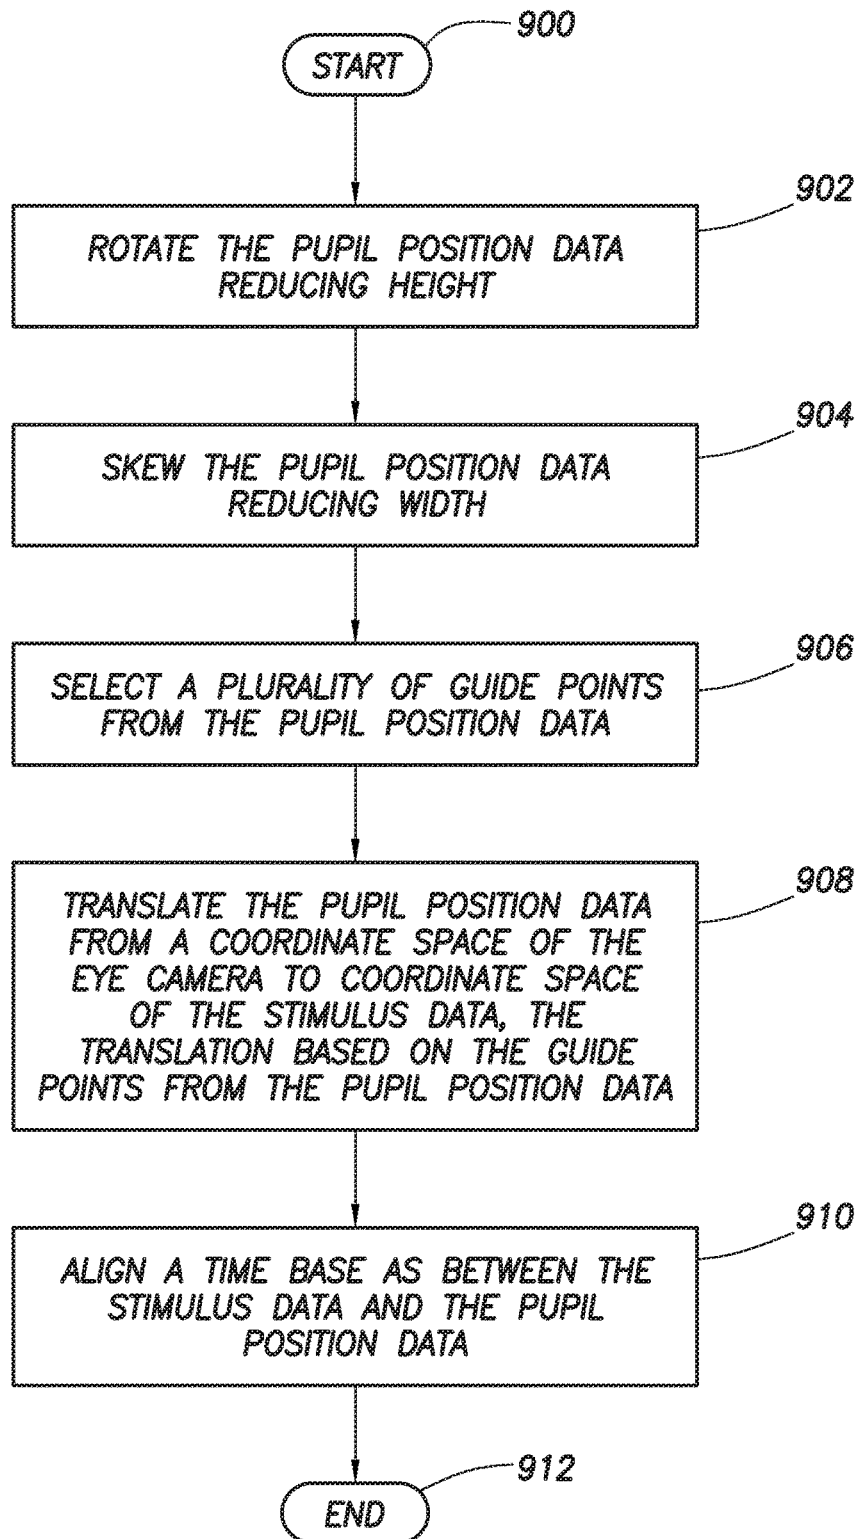 900
START
902
ROTATE THE PUPIL POSITION DATA
REDUCING HEIGHT
904
SKEW THE PUPIL POSITION DATA
REDUCING WIDTH
906
SELECT A PLURALITY OF GUIDE POINTS
FROM THE PUPIL POSITION DATA
908
TRANSLATE THE PUPIL POSITION DATA
FROM A COORDINATE SPACE OF THE
EYE CAMERA TO COORDINATE SPACE
OF THE STIMULUS DATA, THE
TRANSLATION BASED ON THE GUIDE
POINTS FROM THE PUPIL POSITION DATA
910
ALIGN A TIME BASE AS BETWEEN THE
STIMULUS DATA AND THE PUPIL
POSITION DATA
912
END